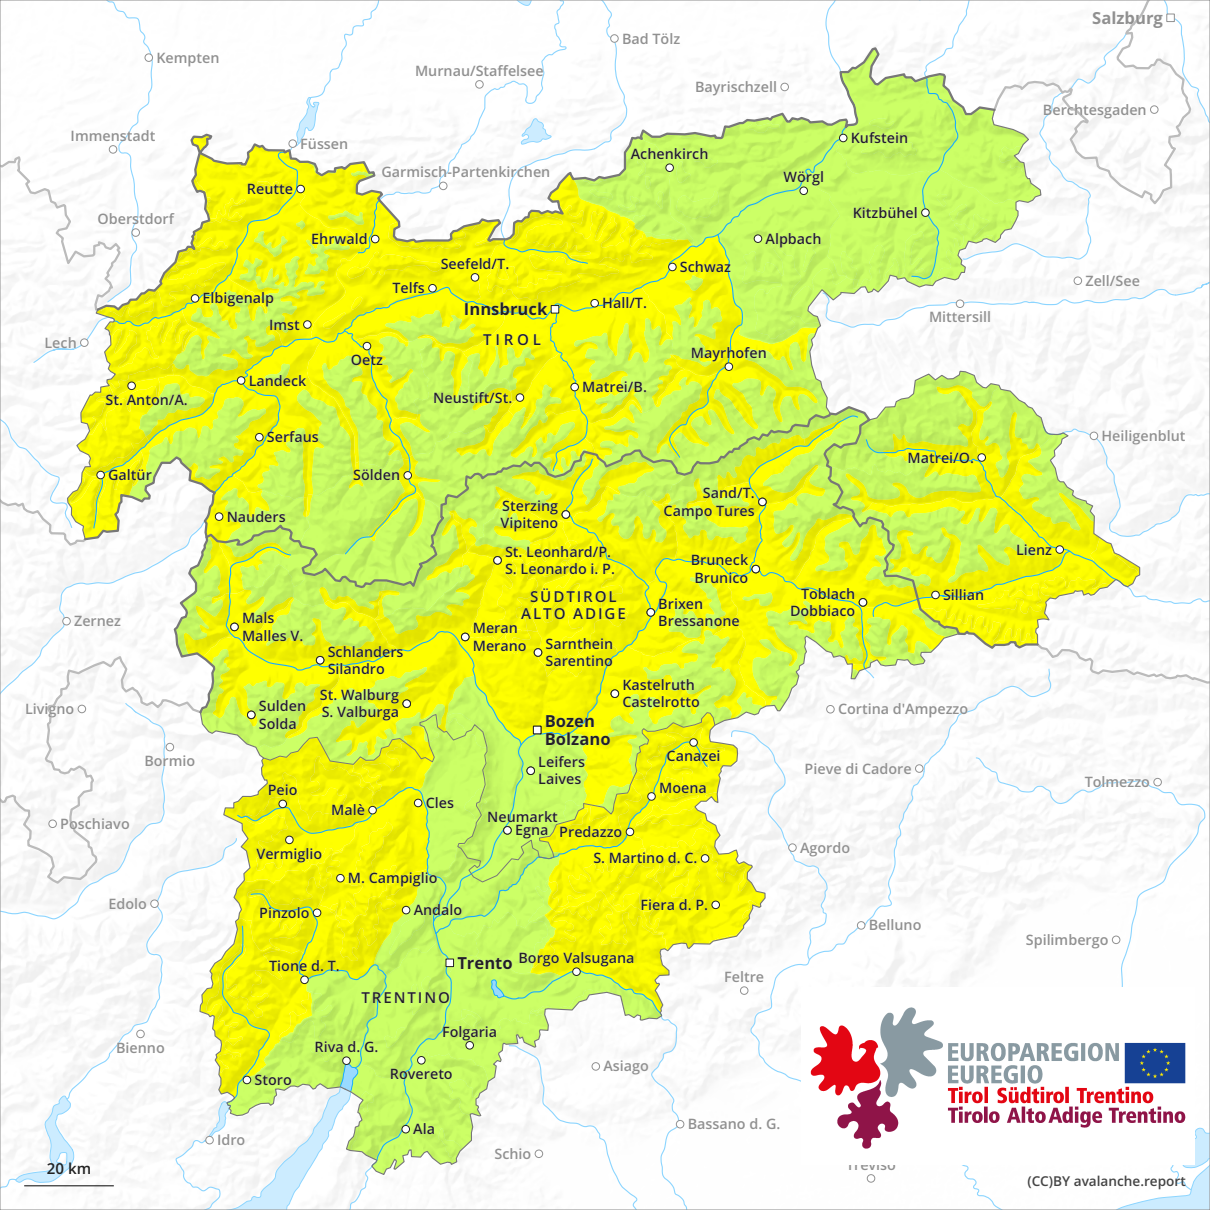 Salzburg
Bad Tölz
Kempten
Murnau/Staffelsee
Bayrischzell
Berchtesgaden
Immenstadt
Füssen
Kufstein
Achenkirch
Garmisch-Partenkirchen
Wörgl
Reutte
Oberstdorf
Kitzbühel
Ehrwald
Alpbach
Seefeld/T.
Schwaz
Zell/See
Telfs
Elbigenalp
Hall/T.
Innsbruck
Mittersill
Imst
TIROL
Lech
Oetz
Mayrhofen
Landeck
Matrei/B.
St. Anton/A.
Neustift/St.
Serfaus
Heiligenblut
Matrei/O.
Galtür
Sölden
Sand/T.
Campo Tures
Sterzing
Vipiteno
Nauders
St. Leonhard/P.
S. Leonardo i. P.
Lienz
Bruneck
Brunico
SÜDTIROL
ALTO ADIGE
Toblach
Dobbiaco
Sillian
Brixen
Bressanone
Zernez
Mals
Malles V.
Meran
Merano
Sarnthein
Sarentino
Schlanders
Silandro
Kastelruth
Castelrotto
St. Walburg
S. Valburga
Livigno
Sulden
Solda
Cortina d'Ampezzo
Bozen
Bolzano
Bormio
Canazei
Leifers
Laives
Pieve di Cadore
Tolmezzo
Peio
Moena
Malè
Cles
Neumarkt
Egna
Poschiavo
Predazzo
Vermiglio
Agordo
S. Martino d. C.
M. Campiglio
Edolo
Pinzolo
Andalo
Fiera d. P.
Belluno
Spilimbergo
Trento
Borgo Valsugana
Tione d. T.
Feltre
TRENTINO
Folgaria
Bienno
Riva d. G.
Asiago
Rovereto
Storo
EUROPAREGION
EUREGIO
Tirol Südtirol Trentino
Tirolo Alto Adige Trentino
Bassano d. G.
Ala
Idro
Schio
Treviso
20 km
(CC)BY avalanche.report